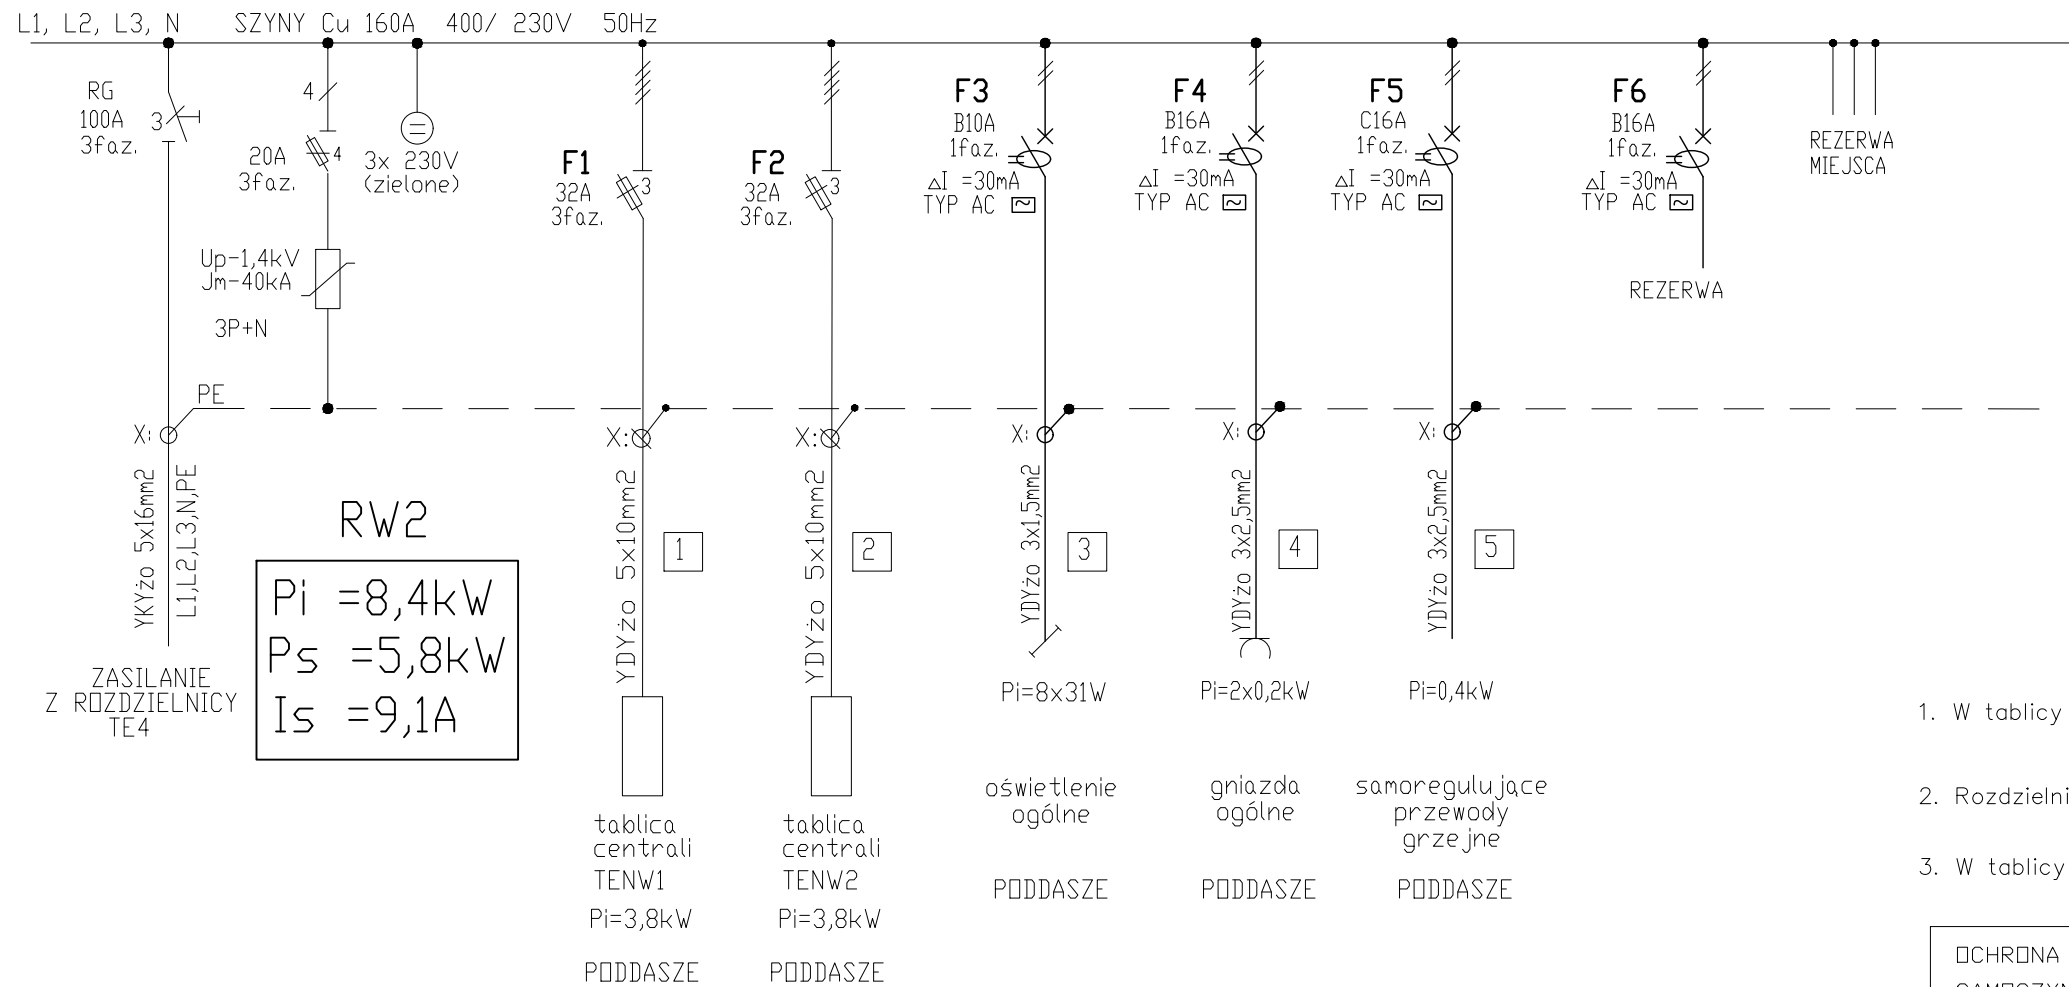 L1, L2, L3, N SZYNY Cu 160A 400/ 230V 50Hz
RG
100A
3faz.
3
4
20A
3faz.
4
3x 230V
(zielone)
Up-1,4kV
Jm-40kA
3P+N
F1
32A
3faz.
3
F2
32A
3faz.
3
F3
B10A
1faz.
ΔI =30mA
TYP AC ~
F4
B16A
1faz.
ΔI =30mA
TYP AC ~
F5
C16A
1faz.
ΔI =30mA
TYP AC ~
F6
B16A
1faz.
ΔI =30mA
TYP AC ~
REZERWA
REZERWA
MIEJSCA
PE
X:
X:
X:
X:
X:
X:
YKYżo 5x16mm2
L1,L2,L3,N,PE
ZASILANIE
Z ROZDZIELNICY
TE4
RW2
Pi =8,4kW
Ps =5,8kW
Is =9,1A
YDYżo 5x10mm2
1
tablica
centrali
TENW1
Pi=3,8kW
PODDASZE
YDYżo 5x10mm2
2
tablica
centrali
TENW2
Pi=3,8kW
PODDASZE
YDYżo 3x1,5mm2
3
Pi=8x31W
oświetlenie
ogólne
PODDASZE
YDYżo 3x2,5mm2
4
Pi=2x0,2kW
gniazda
ogólne
PODDASZE
YDYżo 3x2,5mm2
5
Pi=0,4kW
samoregulujące
przewody
grzejne
PODDASZE
1. W tablicy
2. Rozdzielni
3. W tablicy
OCHRONA